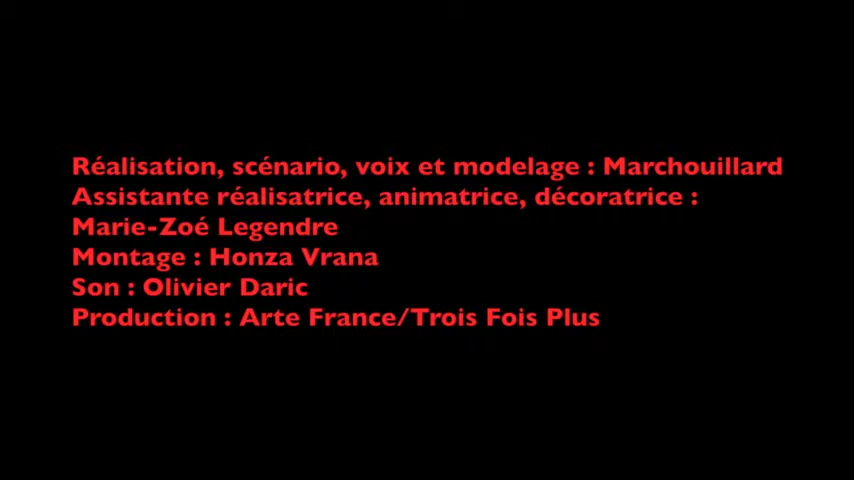 Réalisation, scénario, voix et modelage : Marchouillard
Assistante réalisatrice, animatrice, décoratrice :
Marie-Zoé Legendre
Montage : Honza Vrana
Son : Olivier Daric
Production : Arte France/Trois Fois Plus